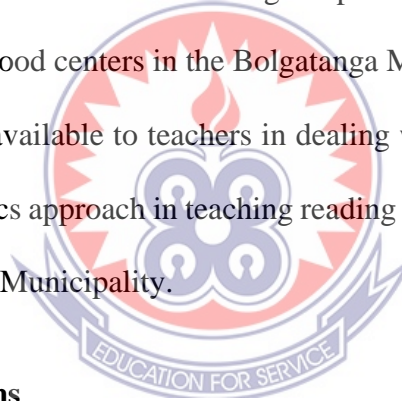 ood centers in the Bolgatanga M
available to teachers in dealing
cs approach in teaching reading
Municipality.
EDUCATION FOR SERVICE
ns